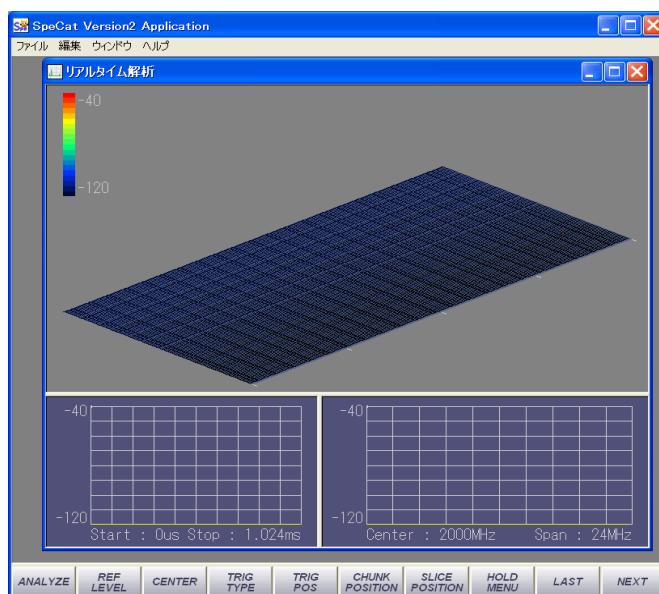 SpeCat Version2 Application
ファイル 編集 ウィンドウ ヘルプ
リアルタイム解析
-40
-120
-40
-120
Start : 0us Stop : 1.024ms
-40
-120
Center : 2000MHz Span : 24MHz
ANALYZE
REF
LEVEL
CENTER
TRIG
TYPE
TRIG
POS
CHUNK
POSITION
SLICE
POSITION
HOLD
MENU
LAST
NEXT